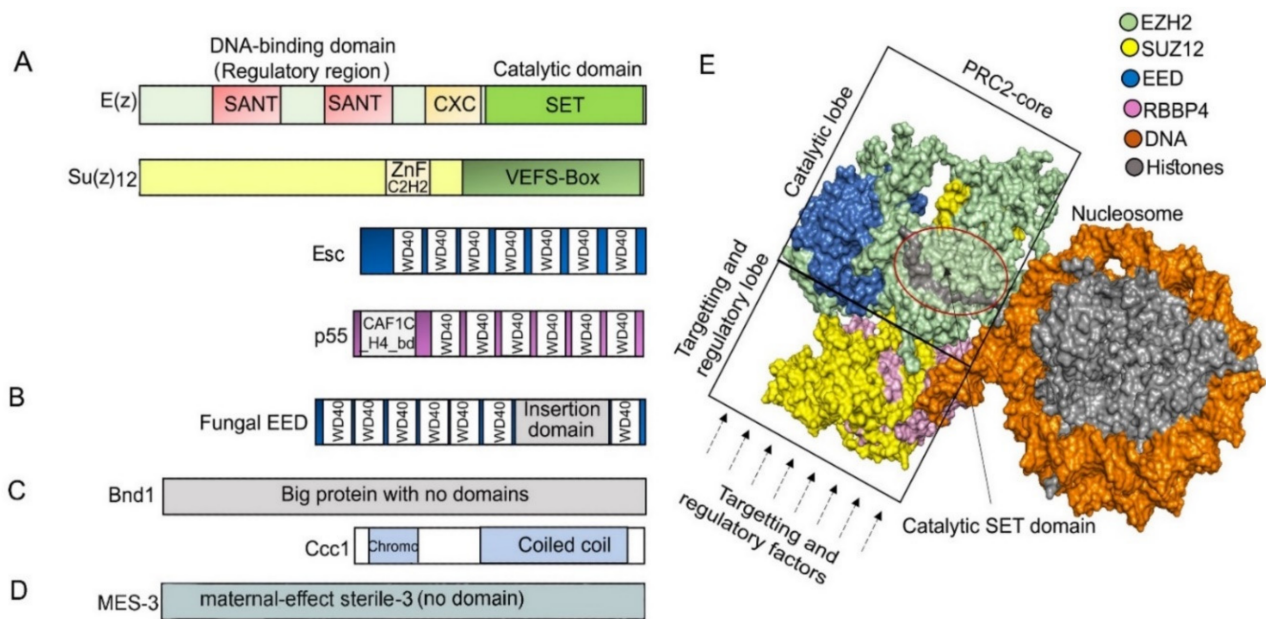 A
DNA-binding domain
(Regulatory region)
Catalytic domain
E(z)
SANT
SANT
CXC
SET
Su(z)12
ZnF
C2H2
VEFS-Box
Esc
WD40
WD40
WD40
WD40
WD40
WD40
WD40
p55
CAF1C
_H4_bd
WD40
WD40
WD40
WD40
WD40
WD40
B
Fungal EED
WD40
WD40
WD40
WD40
WD40
WD40
Insertion
domain
WD40
C
Bnd1
Big protein with no domains
Ccc1
Chromo
Coiled coil
D
MES-3
maternal-effect sterile-3 (no domain)
E
EZH2
SUZ12
EED
RBBP4
DNA
Histones
PRC2-core
Catalytic lobe
Targetting and
regulatory lobe
Nucleosome
Targetting and
regulatory factors
Catalytic SET domain